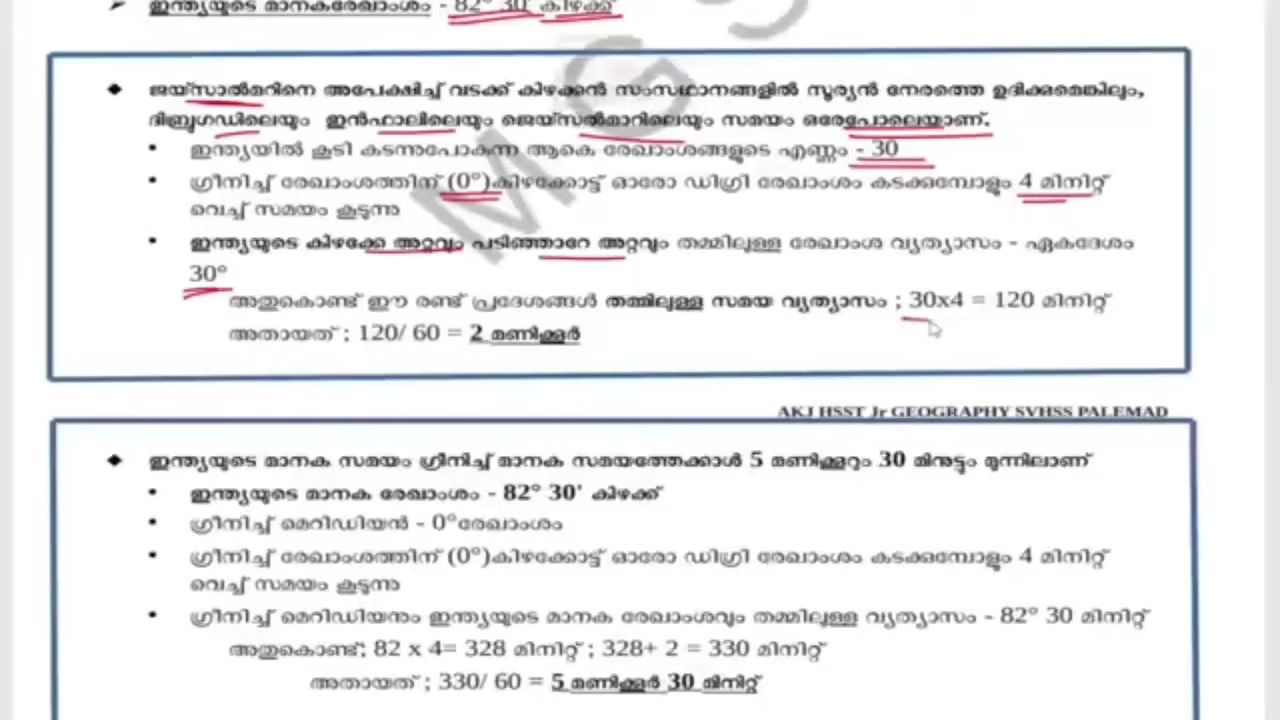 ➤ ഇന്ത്യയുടെ മാനകരേഖാംശം - 82° 30' കിഴക്ക്
M G S
◆ ജയ്സാൽമറിനെ അപേക്ഷിച്ച് വടക്ക് കിഴക്കൻ സംസ്ഥാനങ്ങളിൽ സൂര്യൻ നേരത്തെ ഉദിക്കുമെങ്കിലും,
ദിബ്രുഗഡിലെയും ഇൻഫാലിലെയും ജെയ്സൽമാറിലെയും സമയം ഒരേപോലെയാണ്.
• ഇന്ത്യയിൽ കൂടി കടന്നുപോകുന്ന ആകെ രേഖാംശങ്ങളുടെ എണ്ണം - 30
• ഗ്രീനിച്ച് രേഖാംശത്തിന് (0°)കിഴക്കോട്ട് ഓരോ ഡിഗ്രി രേഖാംശം കടക്കുമ്പോളും 4 മിനിറ്റ്
വെച്ച് സമയം കൂടുന്നു
• ഇന്ത്യയുടെ കിഴക്കേ അറ്റവും പടിഞ്ഞാറേ അറ്റവും തമ്മിലുള്ള രേഖാംശ വ്യത്യാസം - ഏകദേശം
30°
അതുകൊണ്ട് ഈ രണ്ട് പ്രദേശങ്ങൾ തമ്മിലുള്ള സമയ വ്യത്യാസം ; 30x4 = 120 മിനിറ്റ്
അതായത് ; 120/ 60 = 2 മണിക്കൂർ
AKJ HSST Jr GEOGRAPHY SVHSS PALEMAD
◆ ഇന്ത്യയുടെ മാനക സമയം ഗ്രീനിച്ച് മാനക സമയത്തേക്കാൾ 5 മണിക്കൂറും 30 മിനുട്ടും മുന്നിലാണ്
• ഇന്ത്യയുടെ മാനക രേഖാംശം - 82° 30' കിഴക്ക്
• ഗ്രീനിച്ച് മെറിഡിയൻ - 0°രേഖാംശം
• ഗ്രീനിച്ച് രേഖാംശത്തിന് (0°)കിഴക്കോട്ട് ഓരോ ഡിഗ്രി രേഖാംശം കടക്കുമ്പോളും 4 മിനിറ്റ്
വെച്ച് സമയം കൂടുന്നു
• ഗ്രീനിച്ച് മെറിഡിയനും ഇന്ത്യയുടെ മാനക രേഖാംശവും തമ്മിലുള്ള വ്യത്യാസം - 82° 30 മിനിറ്റ്
അതുകൊണ്ട്; 82 x 4= 328 മിനിറ്റ് ; 328+ 2 = 330 മിനിറ്റ്
അതായത് ; 330/ 60 = 5 മണിക്കൂർ 30 മിനിറ്റ്